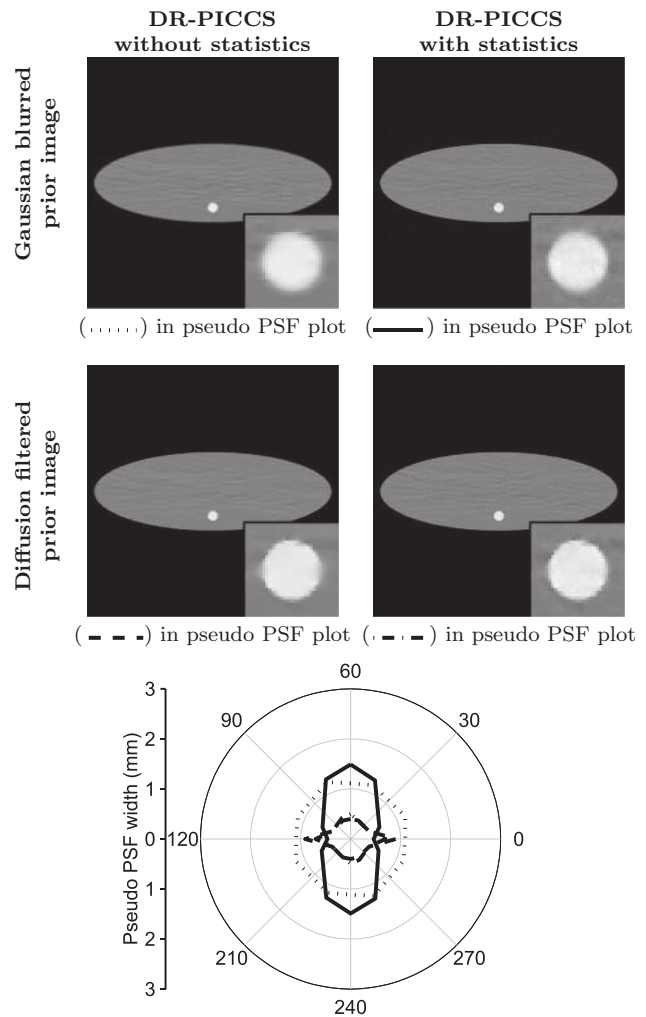 DR-PICCS without statistics
DR-PICCS with statistics
Gaussian blurred prior image
(......) in pseudo PSF plot
(——) in pseudo PSF plot
Diffusion filtered prior image
(– – –) in pseudo PSF plot
(· – · –) in pseudo PSF plot
Pseudo PSF width (mm)
3
2
1
0
1
2
3
60
90
30
120
0
210
270
240